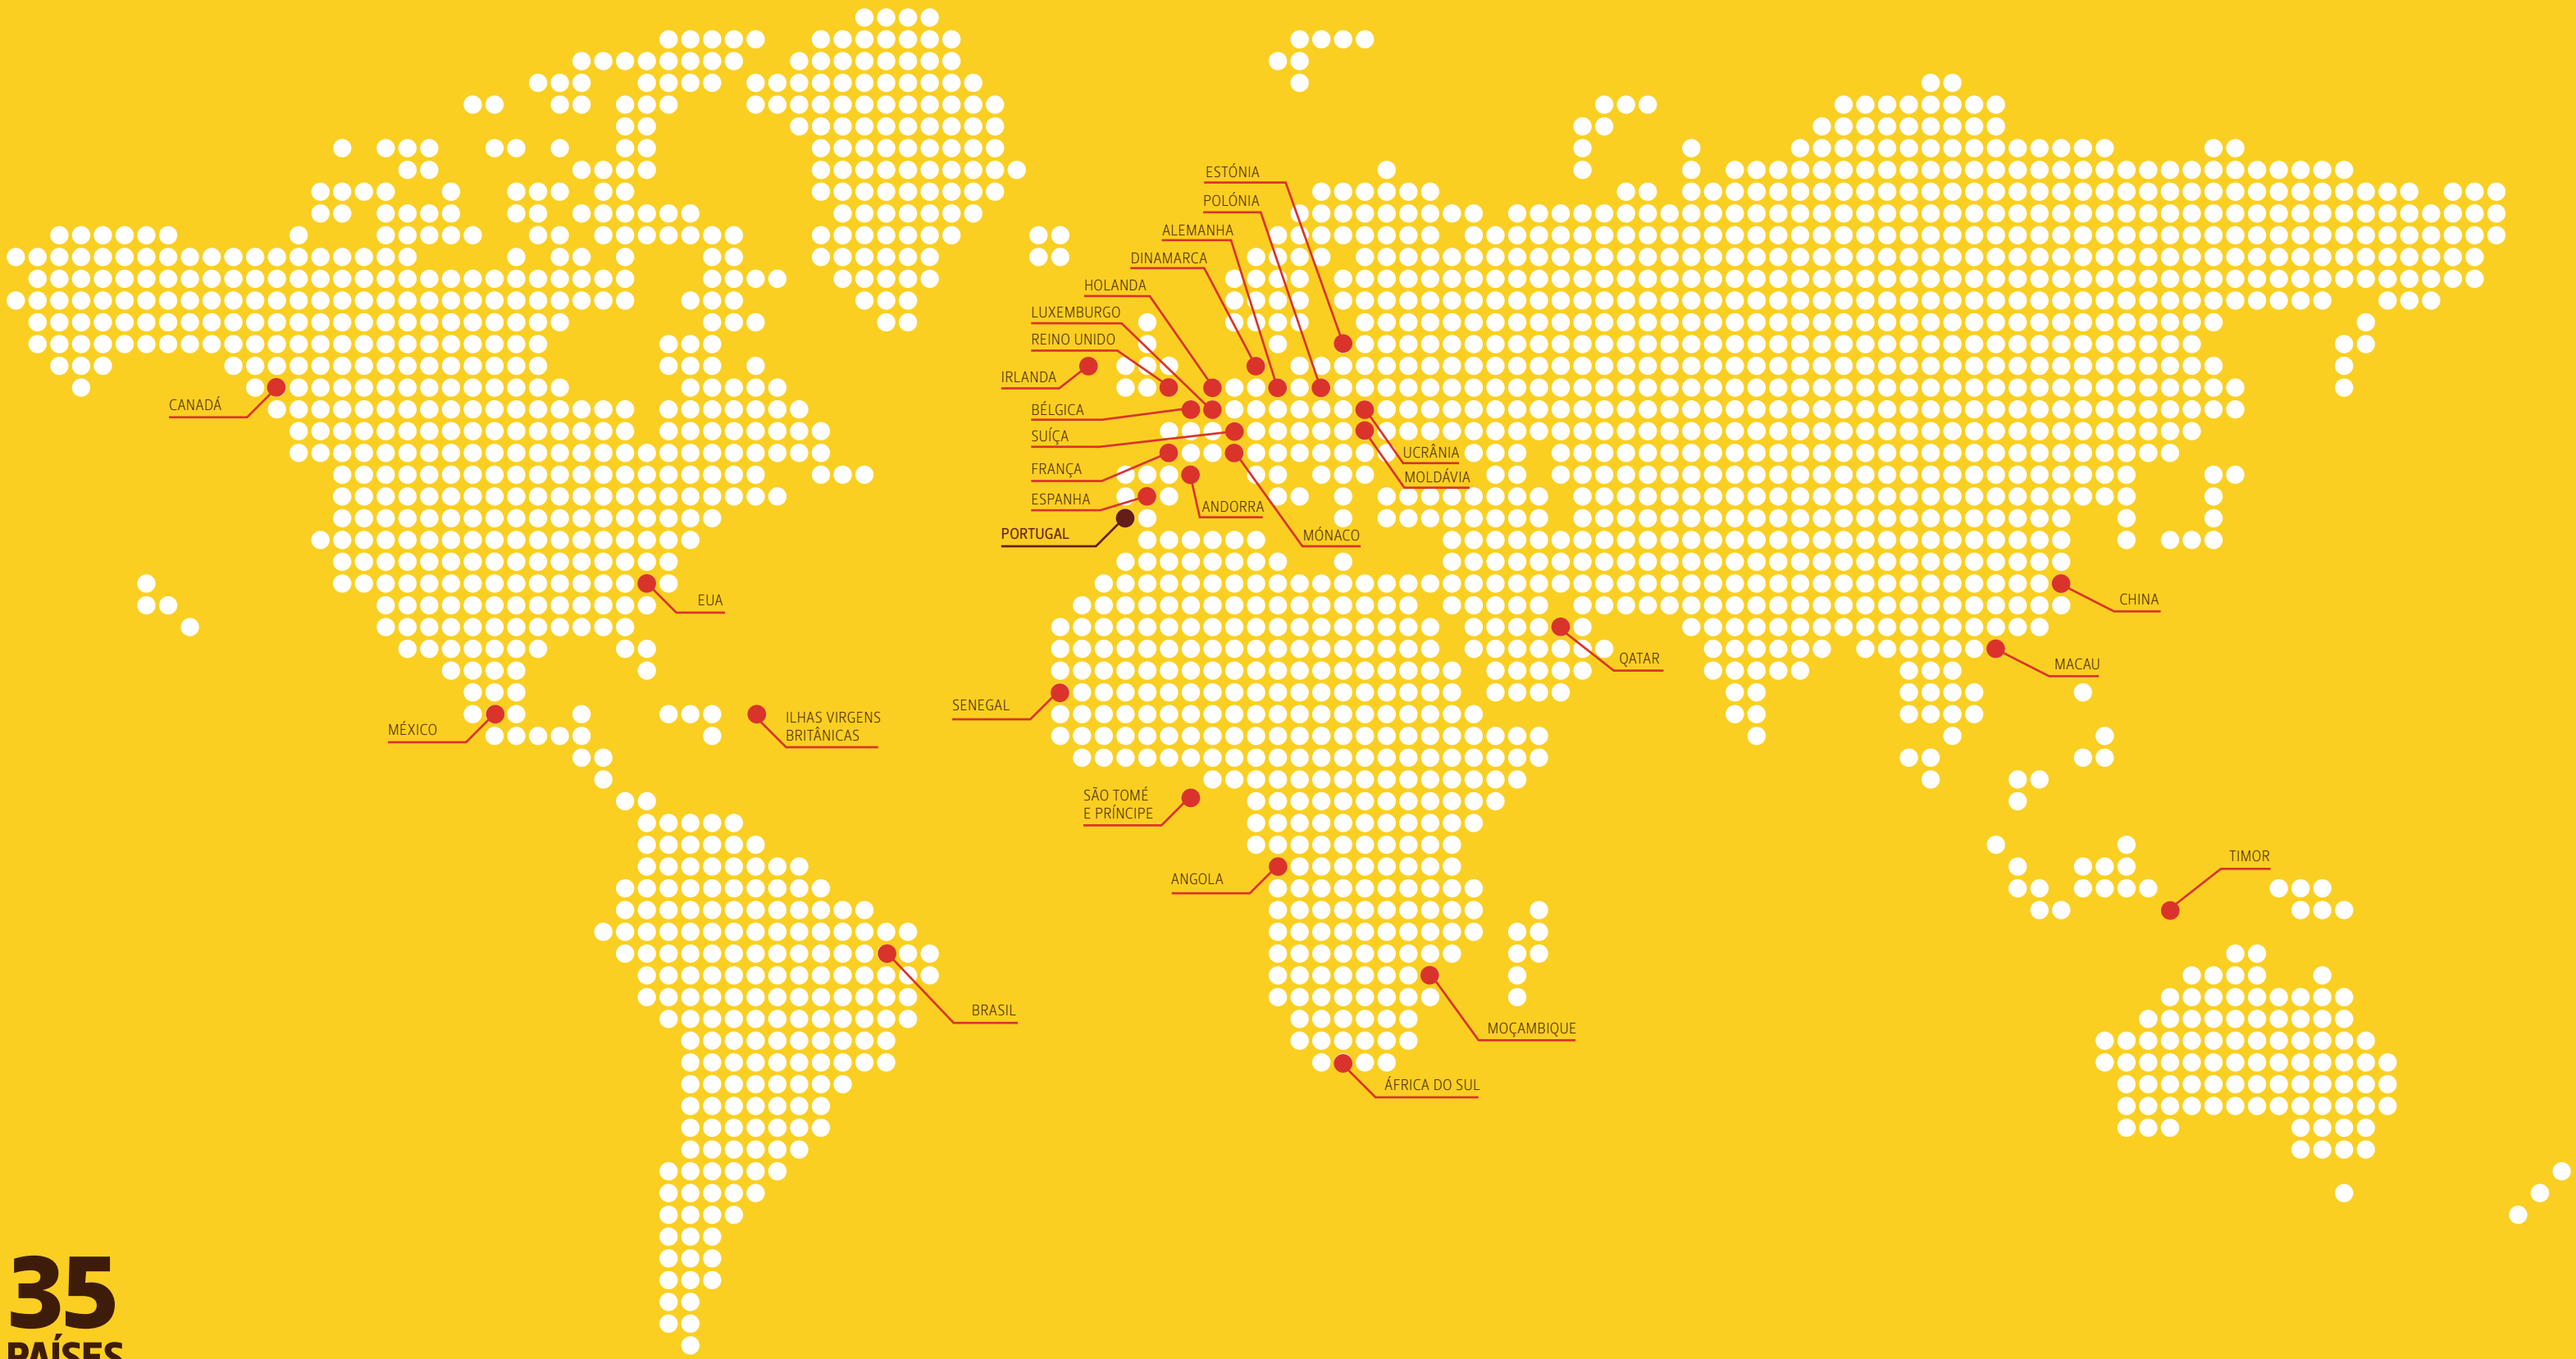 ESTÓNIA
POLÓNIA
ALEMANHA
DINAMARCA
HOLANDA
LUXEMBURGO
REINO UNIDO
IRLANDA
CANADÁ
BÉLGICA
SUÍÇA
UCRÂNIA
FRANÇA
MOLDÁVIA
ESPANHA
ANDORRA
PORTUGAL
MÓNACO
EUA
CHINA
QATAR
MACAU
SENEGAL
MÉXICO
ILHAS VIRGENS
BRITÂNICAS
SÃO TOMÉ
E PRÍNCIPE
ANGOLA
TIMOR
BRASIL
MOÇAMBIQUE
ÁFRICA DO SUL
35
PAÍSES